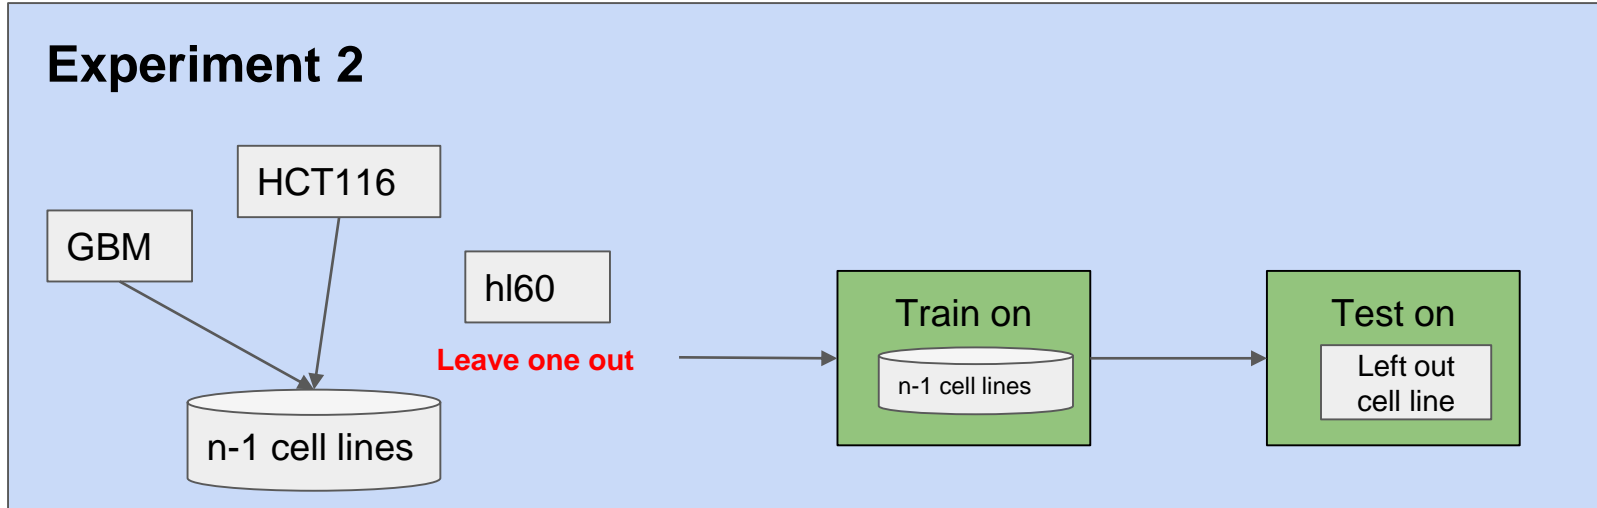 Experiment 2
HCT116
GBM
hl60
Leave one out
n-1 cell lines
Train on
n-1 cell lines
Test on
Left out
cell line